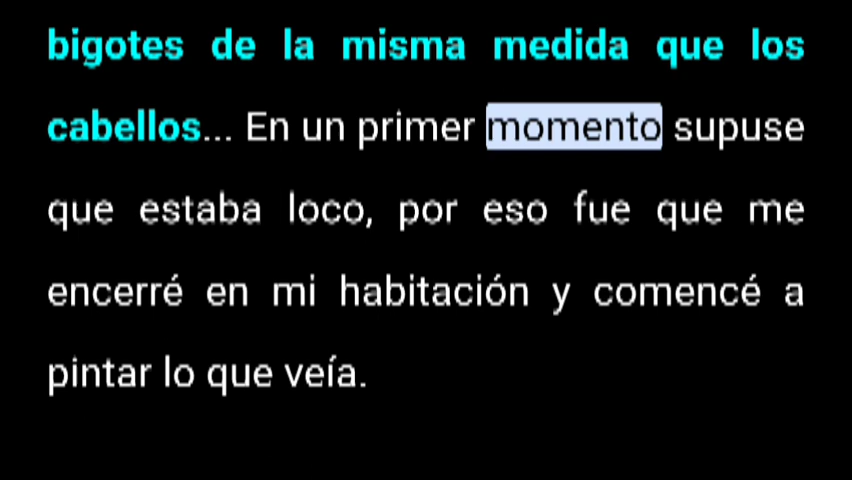 bigotes de la misma medida que los
cabellos... En un primer momento supuse
que estaba loco, por eso fue que me
encerré en mi habitación y comencé a
pintar lo que veía.